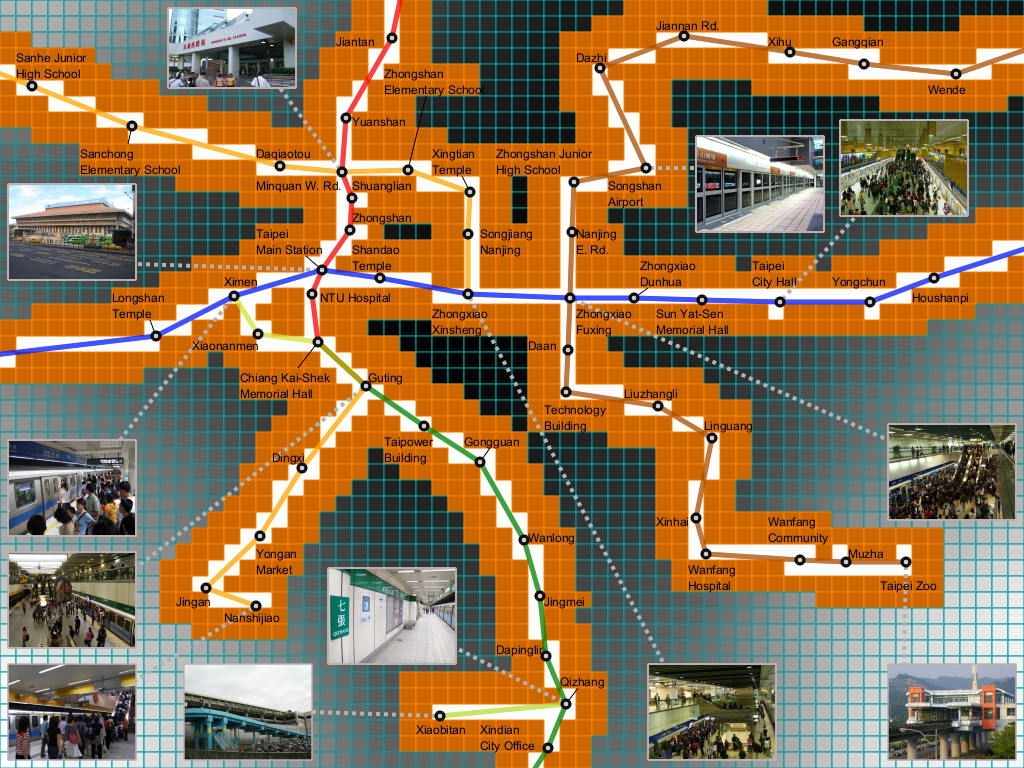 Jiannan Rd.
Jiantan
Xihu
Gangqian
Sanhe Junior
High School
Dazhi
Zhongshan
Elementary School
Wende
Yuanshan
Sanchong
Elementary School
Daqiaotou
Xingtian
Temple
Zhongshan Junior
High School
Minquan W. Rd.
Shuanglian
Songshan
Airport
Zhongshan
Taipei
Main Station
Shandao
Temple
Songjiang
Nanjing
Nanjing
E. Rd.
Zhongxiao
Dunhua
Taipei
City Hall
Yongchun
Ximen
Longshan
Temple
NTU Hospital
Houshanpi
Zhongxiao
Xinsheng
Zhongxiao
Fuxing
Sun Yat-Sen
Memorial Hall
Xiaonanmen
Daan
Chiang Kai-Shek
Memorial Hall
Guting
Liuzhangli
Technology
Building
Linguang
Taipower
Building
Gongguan
Dingxi
Xinhai
Wanfang
Community
Wanlong
Yongan
Market
Muzha
Wanfang
Hospital
Taipei Zoo
Jingan
Jingmei
Nanshijiao
七
張
QIZHANG
Dapinglin
Qizhang
Xiaobitan
Xindian
City Office